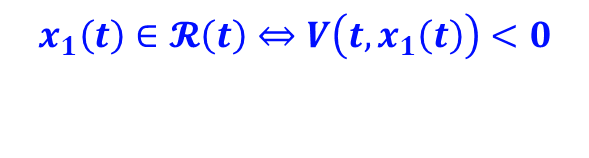 𝒙₁(𝒕) ∈ 𝓡(𝒕) ⇔ 𝑽(𝒕, 𝒙₁(𝒕)) < 𝟎